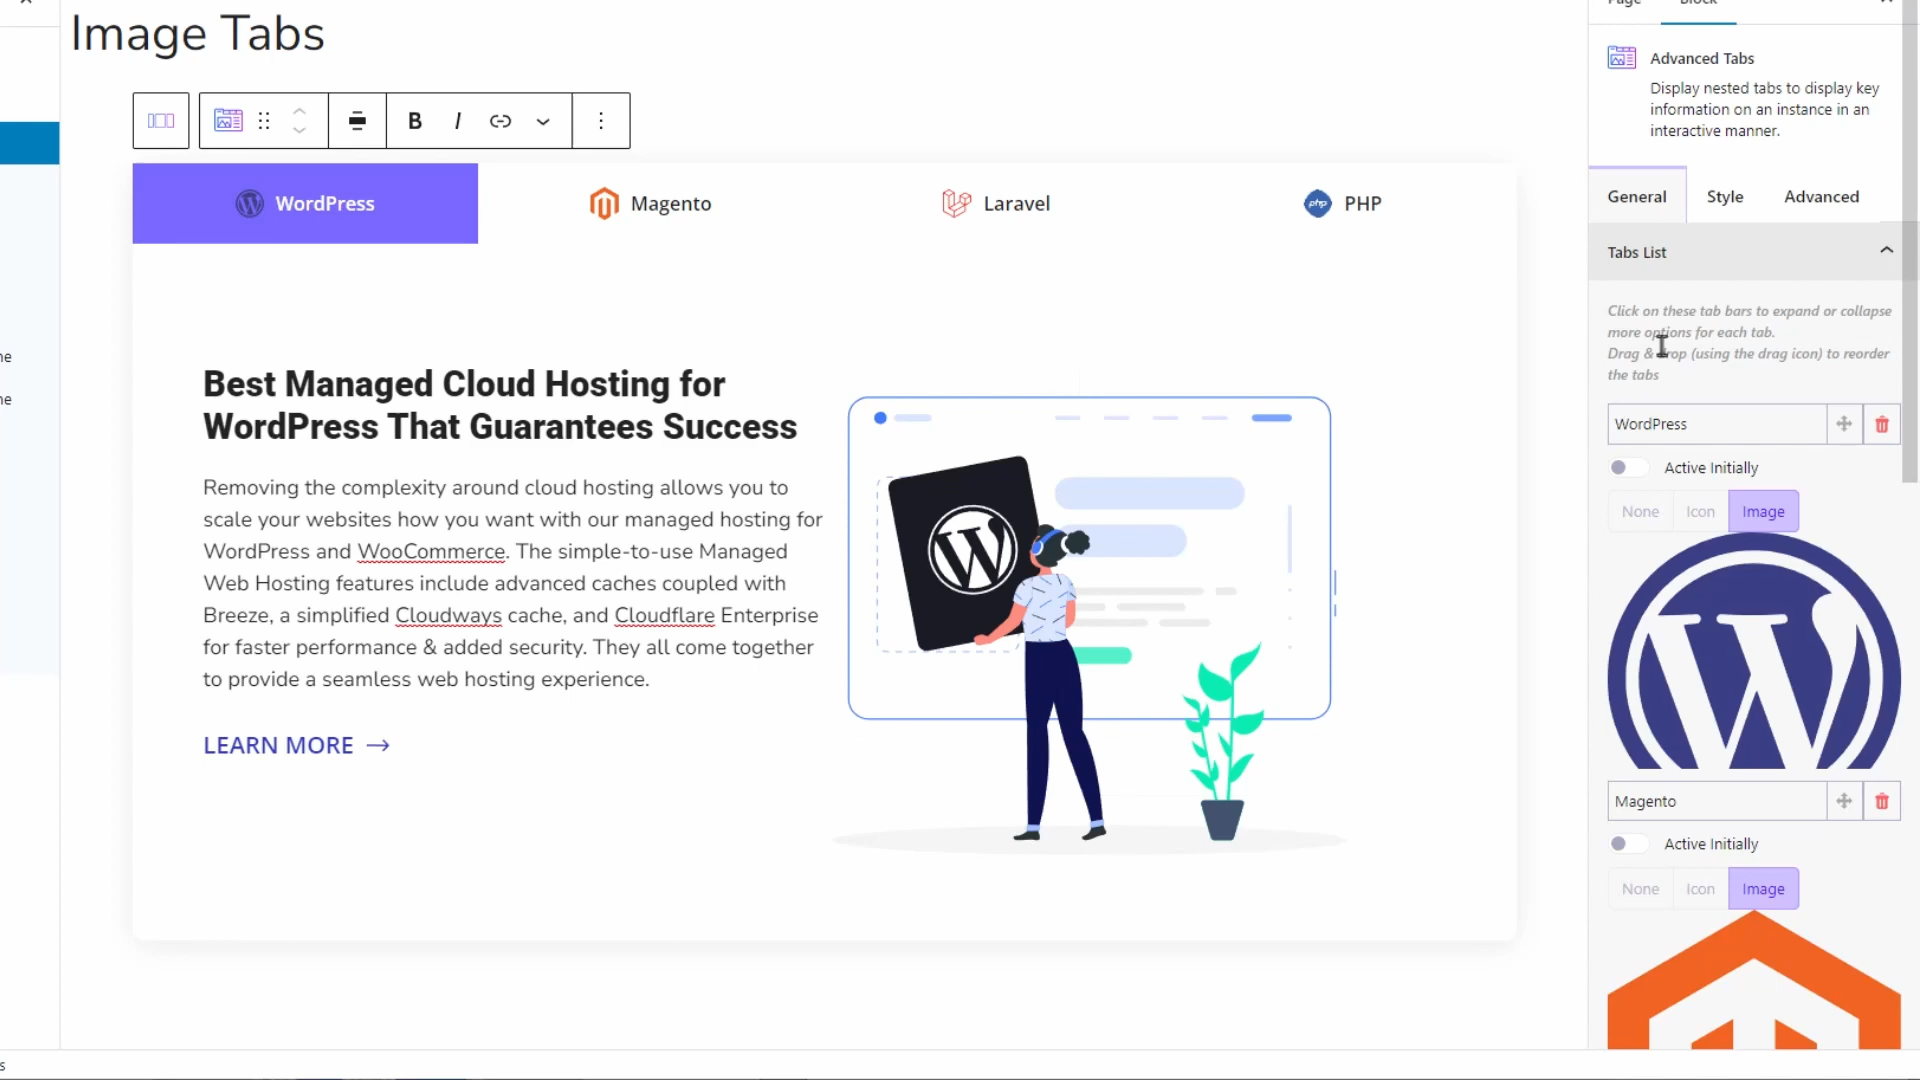 Image Tabs
B I
WordPress
Magento
Laravel
php
PHP
Best Managed Cloud Hosting for
WordPress That Guarantees Success
Removing the complexity around cloud hosting allows you to
scale your websites how you want with our managed hosting for
WordPress and WooCommerce. The simple-to-use Managed
Web Hosting features include advanced caches coupled with
Breeze, a simplified Cloudways cache, and Cloudflare Enterprise
for faster performance & added security. They all come together
to provide a seamless web hosting experience.
LEARN MORE →
Page Block
Advanced Tabs
Display nested tabs to display key
information on an instance in an
interactive manner.
General Style Advanced
Tabs List
Click on these tab bars to expand or collapse
more options for each tab.
Drag & drop (using the drag icon) to reorder
the tabs
WordPress
Active Initially
None Icon Image
Magento
Active Initially
None Icon Image